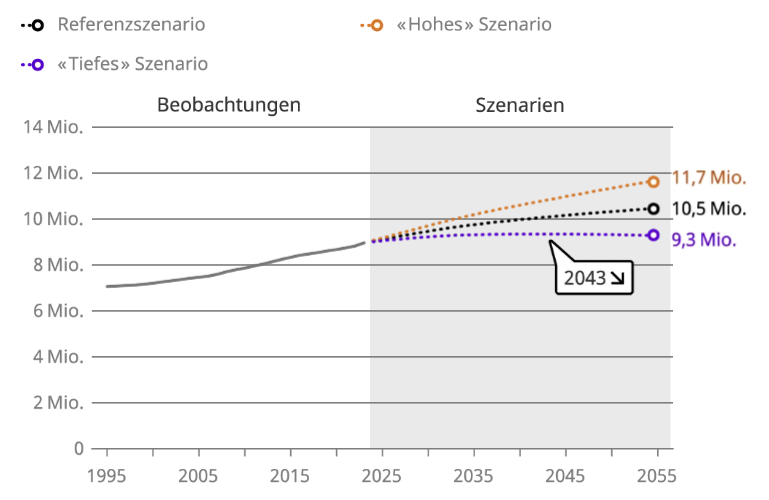 Referenzszenario
«Hohes» Szenario
«Tiefes» Szenario
Beobachtungen
Szenarien
14 Mio.
12 Mio.
10 Mio.
8 Mio.
6 Mio.
4 Mio.
2 Mio.
0
11,7 Mio.
10,5 Mio.
9,3 Mio.
2043 ↘
1995 2005 2015 2025 2035 2045 2055